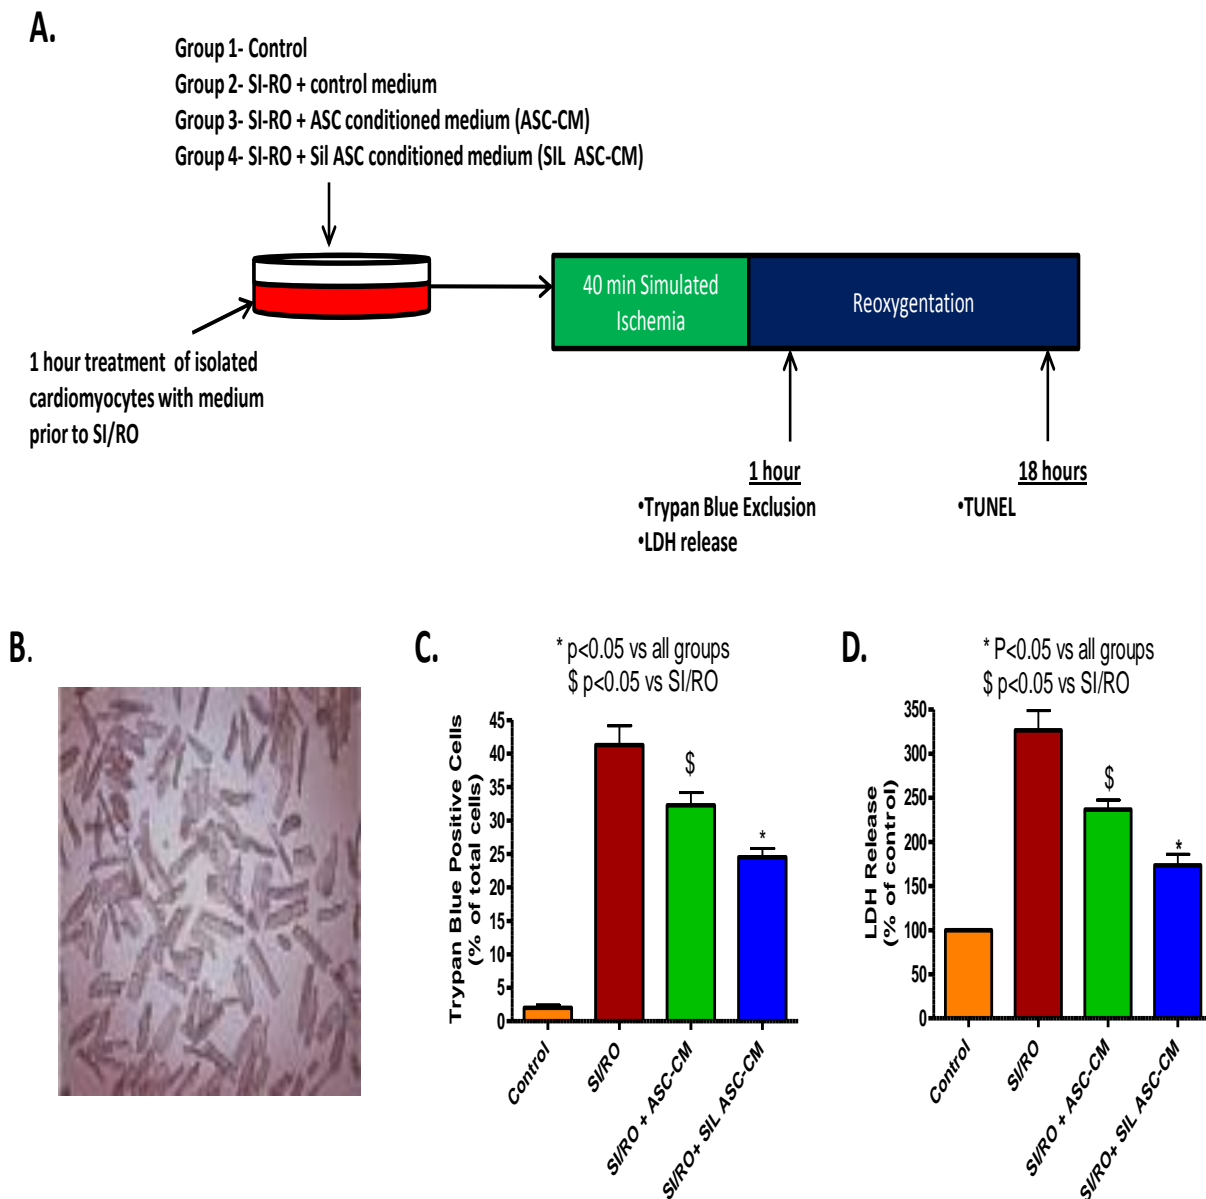 A.
Group 1- Control
Group 2- SI-RO + control medium
Group 3- SI-RO + ASC conditioned medium (ASC-CM)
Group 4- SI-RO + Sil ASC conditioned medium (SIL ASC-CM)
40 min Simulated
Ischemia
Reoxygentation
1 hour treatment of isolated
cardiomyocytes with medium
prior to SI/RO
1 hour
•Trypan Blue Exclusion
•LDH release
18 hours
•TUNEL
B.
C.
* p<0.05 vs all groups
$ p<0.05 vs SI/RO
Trypan Blue Positive Cells
(% of total cells)
45
40
35
30
25
20
15
10
5
0
$
*
Control
SI/RO
SI/RO + ASC-CM
SI/RO+ SIL ASC-CM
D.
* P<0.05 vs all groups
$ p<0.05 vs SI/RO
LDH Release
(% of control)
350
300
250
200
150
100
50
0
$
*
Control
SI/RO
SI/RO + ASC-CM
SI/RO+ SIL ASC-CM